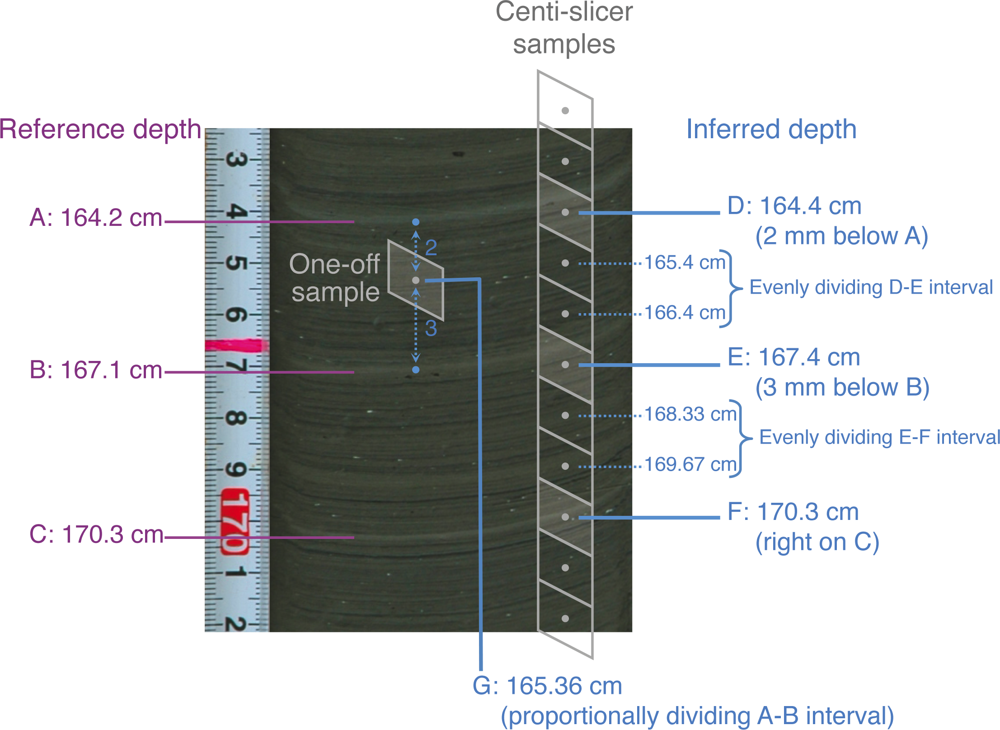 Centi-slicer
samples
Reference depth
Inferred depth
3
4
A: 164.2 cm
D: 164.4 cm
(2 mm below A)
2
One-off
sample
5
165.4 cm
Evenly dividing D-E interval
166.4 cm
6
3
7
B: 167.1 cm
E: 167.4 cm
(3 mm below B)
8
168.33 cm
Evenly dividing E-F interval
169.67 cm
9
170
C: 170.3 cm
F: 170.3 cm
(right on C)
1
2
G: 165.36 cm
(proportionally dividing A-B interval)